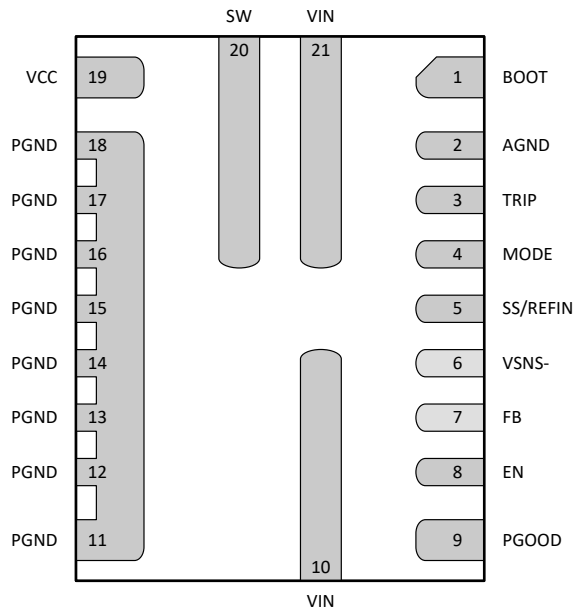 SW VIN
20 21
VCC 19 1 BOOT
PGND 18 2 AGND
PGND 17 3 TRIP
PGND 16 4 MODE
PGND 15 5 SS/REFIN
PGND 14 6 VSNS-
PGND 13 7 FB
PGND 12 8 EN
PGND 11 9 PGOOD
10
VIN